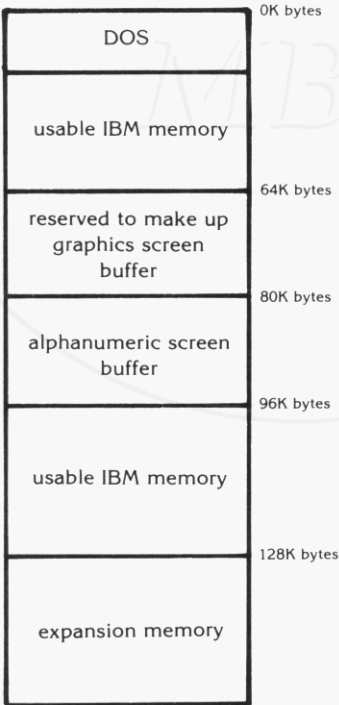 0K bytes
DOS
usable IBM memory
64K bytes
reserved to make up
graphics screen
buffer
80K bytes
alphanumeric screen
buffer
96K bytes
usable IBM memory
128K bytes
expansion memory